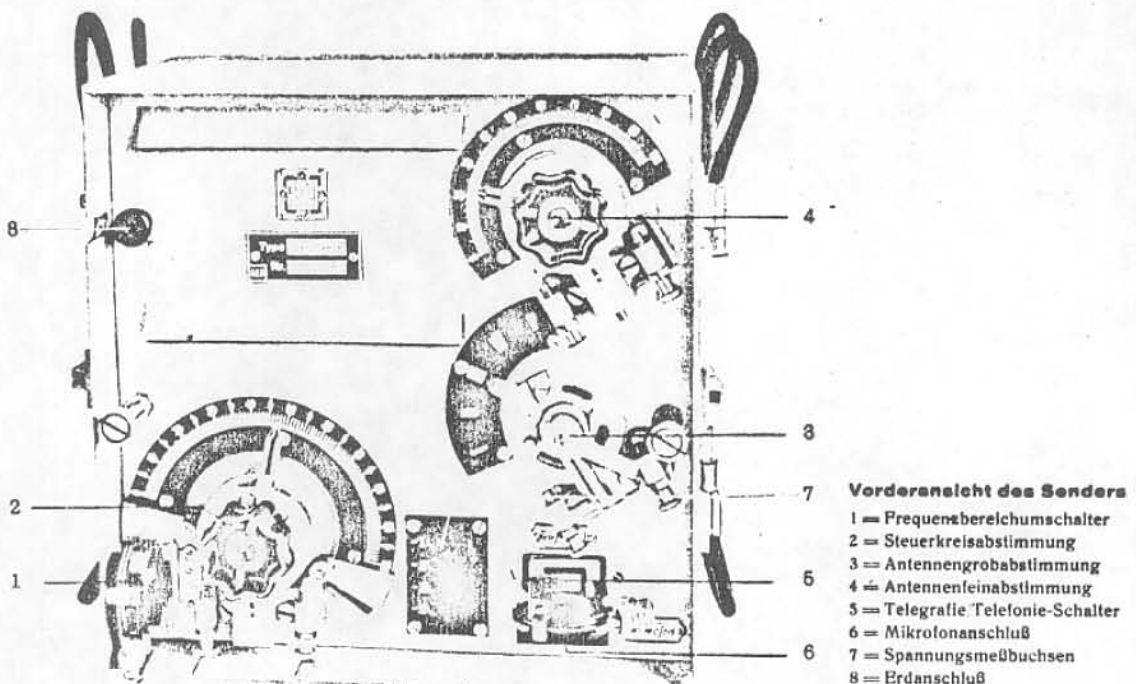 4
8
3
2
7
1
5
6
Vorderansicht des Senders
1 = Frequenzbereichumschalter
2 = Steuerkreisabstimmung
3 = Antennengrobabstimmung
4 = Antennenfeinabstimmung
5 = Telegrafie Telefonie-Schalter
6 = Mikrofonanschluß
7 = Spannungsmeßbuchsen
8 = Erdanschluß